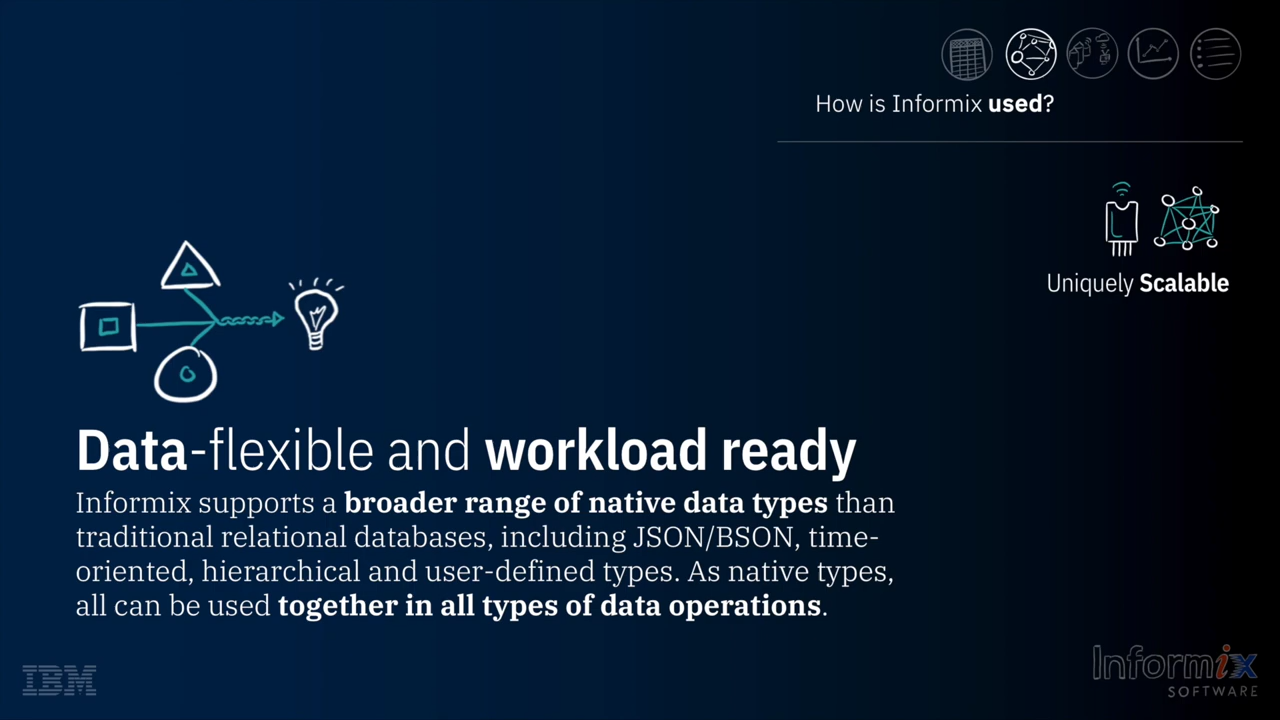 How is Informix used?
Uniquely Scalable
Data-flexible and workload ready
Informix supports a broader range of native data types than
traditional relational databases, including JSON/BSON, time-
oriented, hierarchical and user-defined types. As native types,
all can be used together in all types of data operations.
IBM
Informix
SOFTWARE